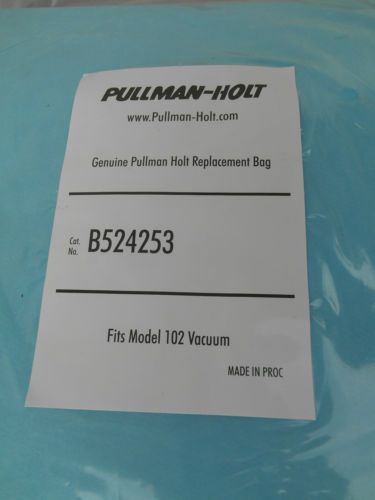 PULLMAN-HOLT
www.Pullman-Holt.com
Genuine Pullman Holt Replacement Bag
Cat. No. B524253
Fits Model 102 Vacuum
MADE IN PROC